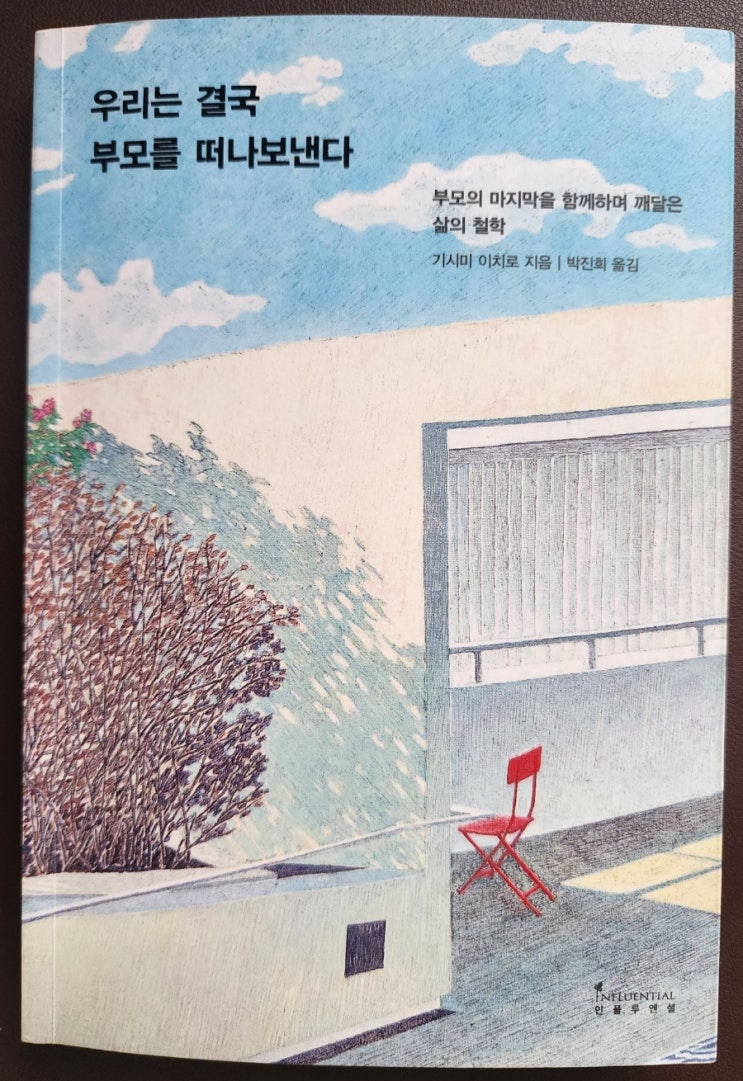 우리는 결국
부모를 떠나보낸다
부모의 마지막을 함께하며 깨달은
삶의 철학
기시미 이치로 지음 | 박진희 옮김
INFLUENTIAL
인플루엔셜